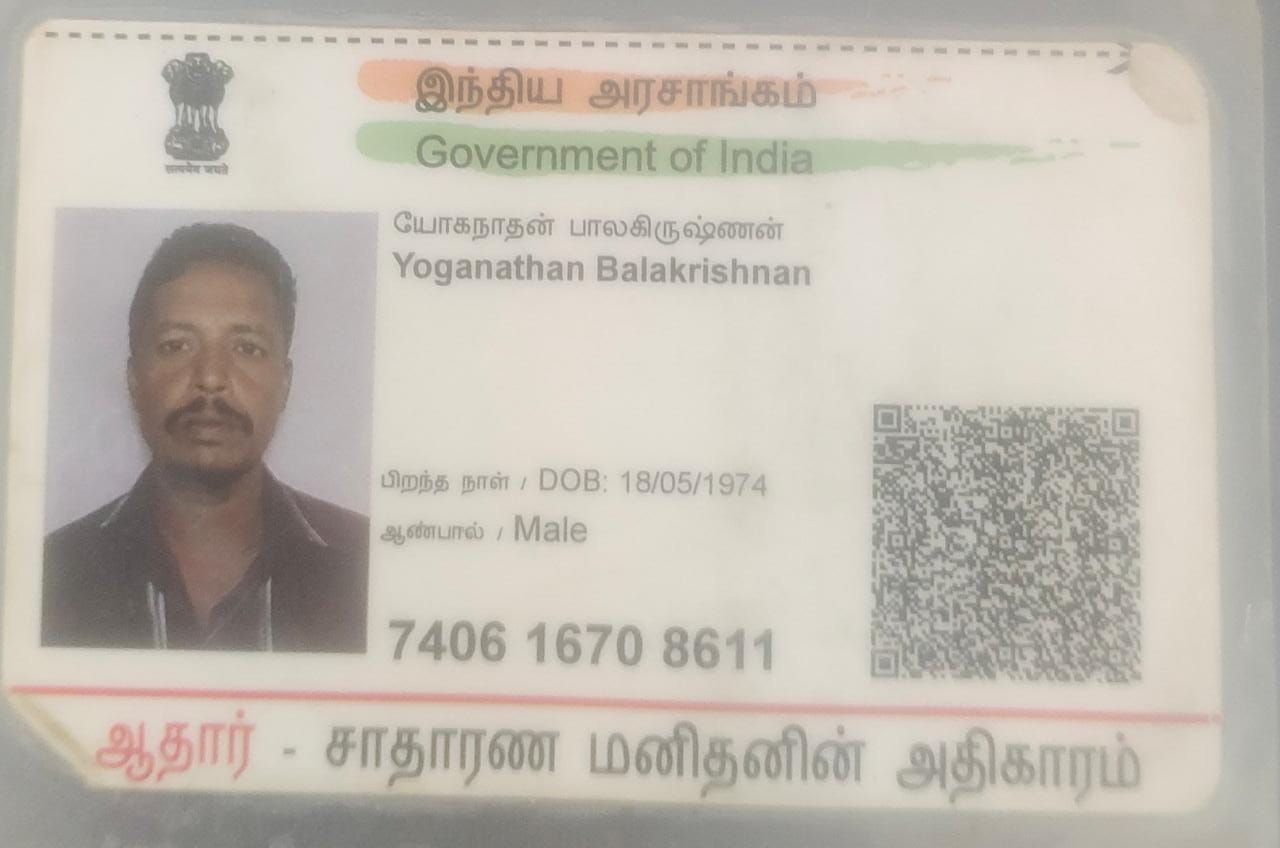 இந்திய அரசாங்கம்
Government of India
सत्यमेव जयते
யோகநாதன் பாலகிருஷ்ணன்
Yoganathan Balakrishnan
பிறந்த நாள் / DOB: 18/05/1974
ஆண்பால் / Male
7406 1670 8611
ஆதார் - சாதாரண மனிதனின் அதிகாரம்